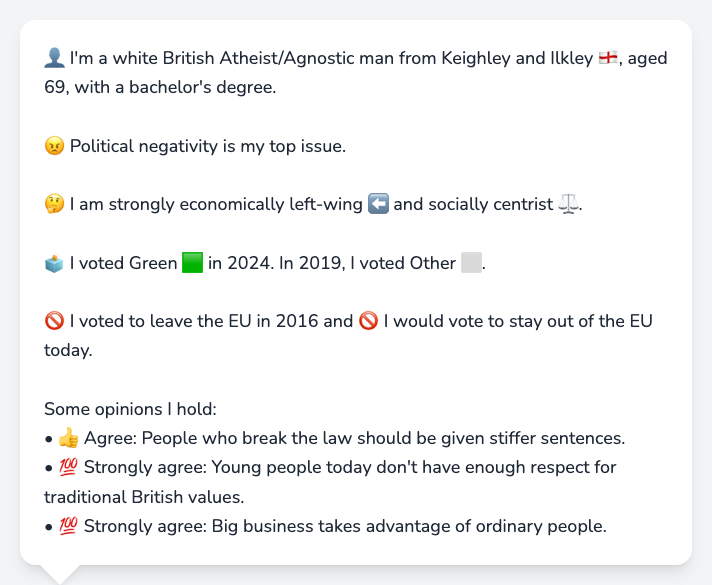 👤 I'm a white British Atheist/Agnostic man from Keighley and Ilkley 🏴󠁧󠁢󠁥󠁮󠁧󠁿, aged
69, with a bachelor's degree.
😠 Political negativity is my top issue.
🤔 I am strongly economically left-wing ⬅️ and socially centrist ⚖️.
🗳️ I voted Green 🟩 in 2024. In 2019, I voted Other ⬜.
🚫 I voted to leave the EU in 2016 and 🚫 I would vote to stay out of the EU
today.
Some opinions I hold:
• 👍 Agree: People who break the law should be given stiffer sentences.
• 💯 Strongly agree: Young people today don't have enough respect for
traditional British values.
• 💯 Strongly agree: Big business takes advantage of ordinary people.